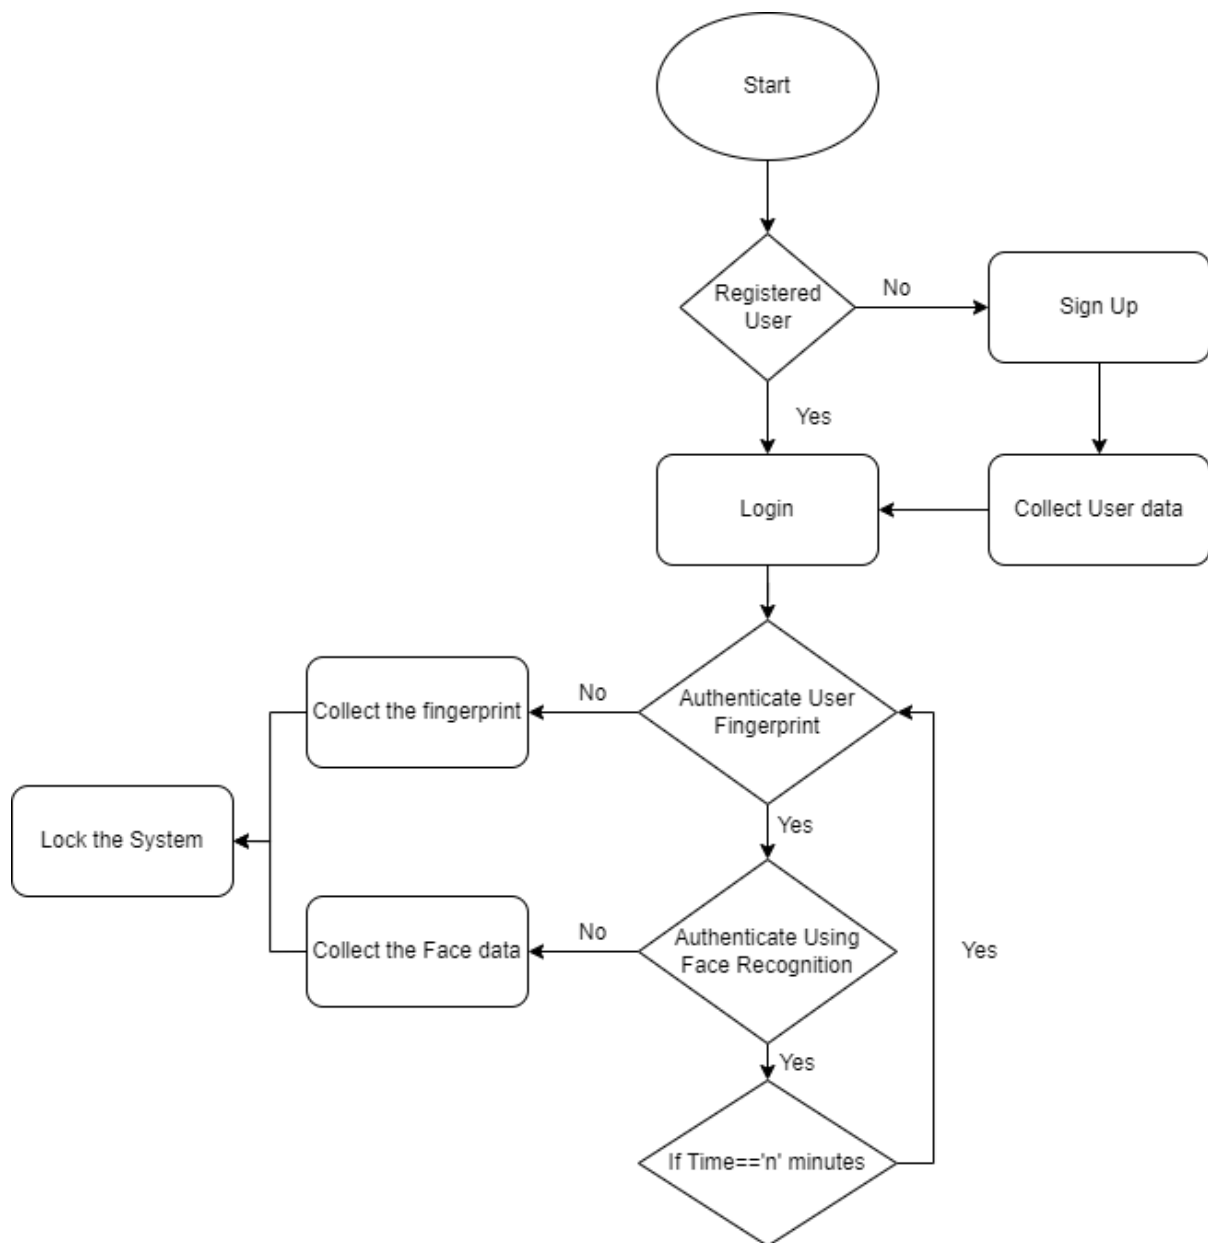 Start
Registered
User
No
Sign Up
Yes
Login
Collect User data
Authenticate User
Fingerprint
No
Collect the fingerprint
Yes
Lock the System
Authenticate Using
Face Recognition
No
Collect the Face data
Yes
Yes
If Time=='n' minutes